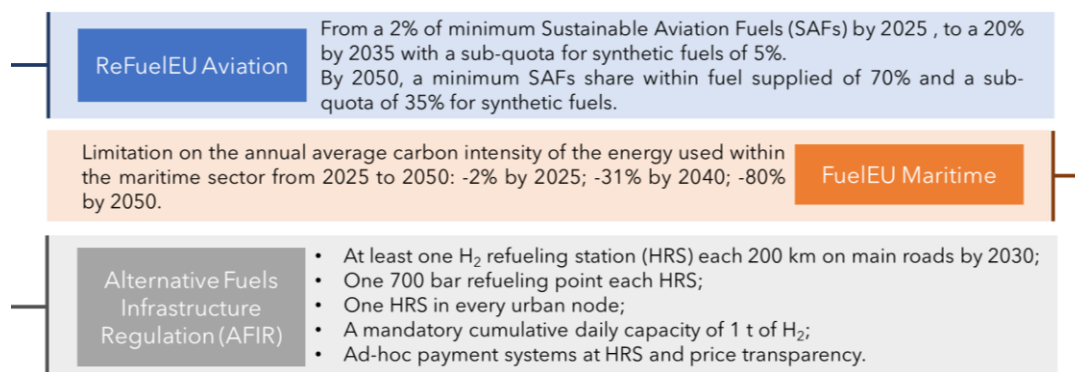 ReFuelEU Aviation
From a 2% of minimum Sustainable Aviation Fuels (SAFs) by 2025 , to a 20%
by 2035 with a sub-quota for synthetic fuels of 5%.
By 2050, a minimum SAFs share within fuel supplied of 70% and a sub-
quota of 35% for synthetic fuels.
Limitation on the annual average carbon intensity of the energy used within
the maritime sector from 2025 to 2050: -2% by 2025; -31% by 2040; -80%
by 2050.
FuelEU Maritime
Alternative Fuels
Infrastructure
Regulation (AFIR)
• At least one H₂ refueling station (HRS) each 200 km on main roads by 2030;
• One 700 bar refueling point each HRS;
• One HRS in every urban node;
• A mandatory cumulative daily capacity of 1 t of H₂;
• Ad-hoc payment systems at HRS and price transparency.